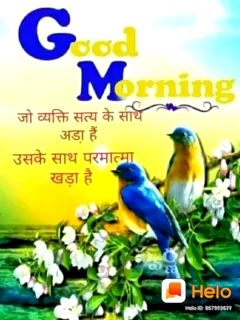 Good
Morning
जो व्यक्ति सत्य के साथ
अडा़ हैं
उसके साथ परमात्मा
खड़ा है
Helo